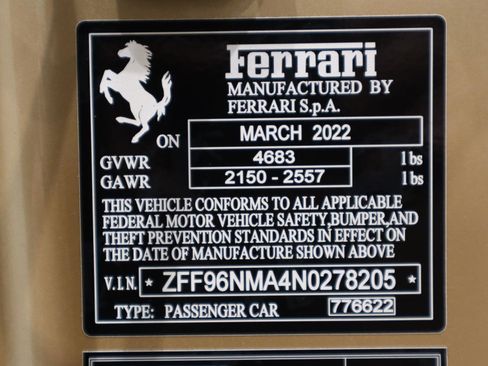 Ferrari
MANUFACTURED BY
FERRARI S.p.A.
ON MARCH 2022
GVWR 4683 lbs
GAWR 2150 - 2557 lbs
THIS VEHICLE CONFORMS TO ALL APPLICABLE
FEDERAL MOTOR VEHICLE SAFETY,BUMPER,AND
THEFT PREVENTION STANDARDS IN EFFECT ON
THE DATE OF MANUFACTURE SHOWN ABOVE
V.I.N. * ZFF96NMA4N0278205 *
TYPE: PASSENGER CAR 776622